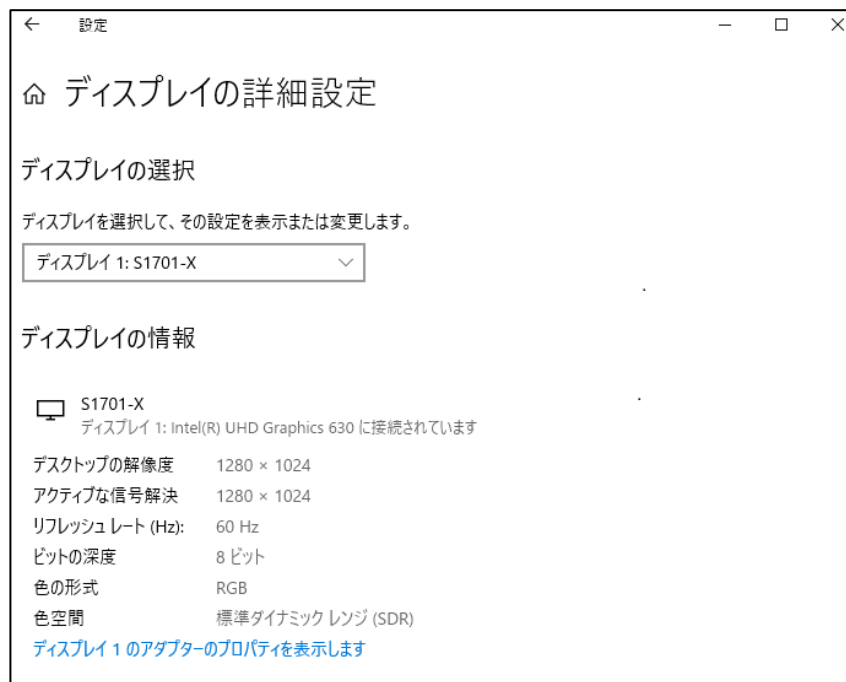 設定
ディスプレイの詳細設定
ディスプレイの選択
ディスプレイを選択して、その設定を表示または変更します。
ディスプレイ 1: S1701-X
ディスプレイの情報
S1701-X
ディスプレイ 1: Intel(R) UHD Graphics 630 に接続されています
デスクトップの解像度 1280 × 1024
アクティブな信号解決 1280 × 1024
リフレッシュ レート (Hz): 60 Hz
ビットの深度 8 ビット
色の形式 RGB
色空間 標準ダイナミック レンジ (SDR)
ディスプレイ 1 のアダプターのプロパティを表示します